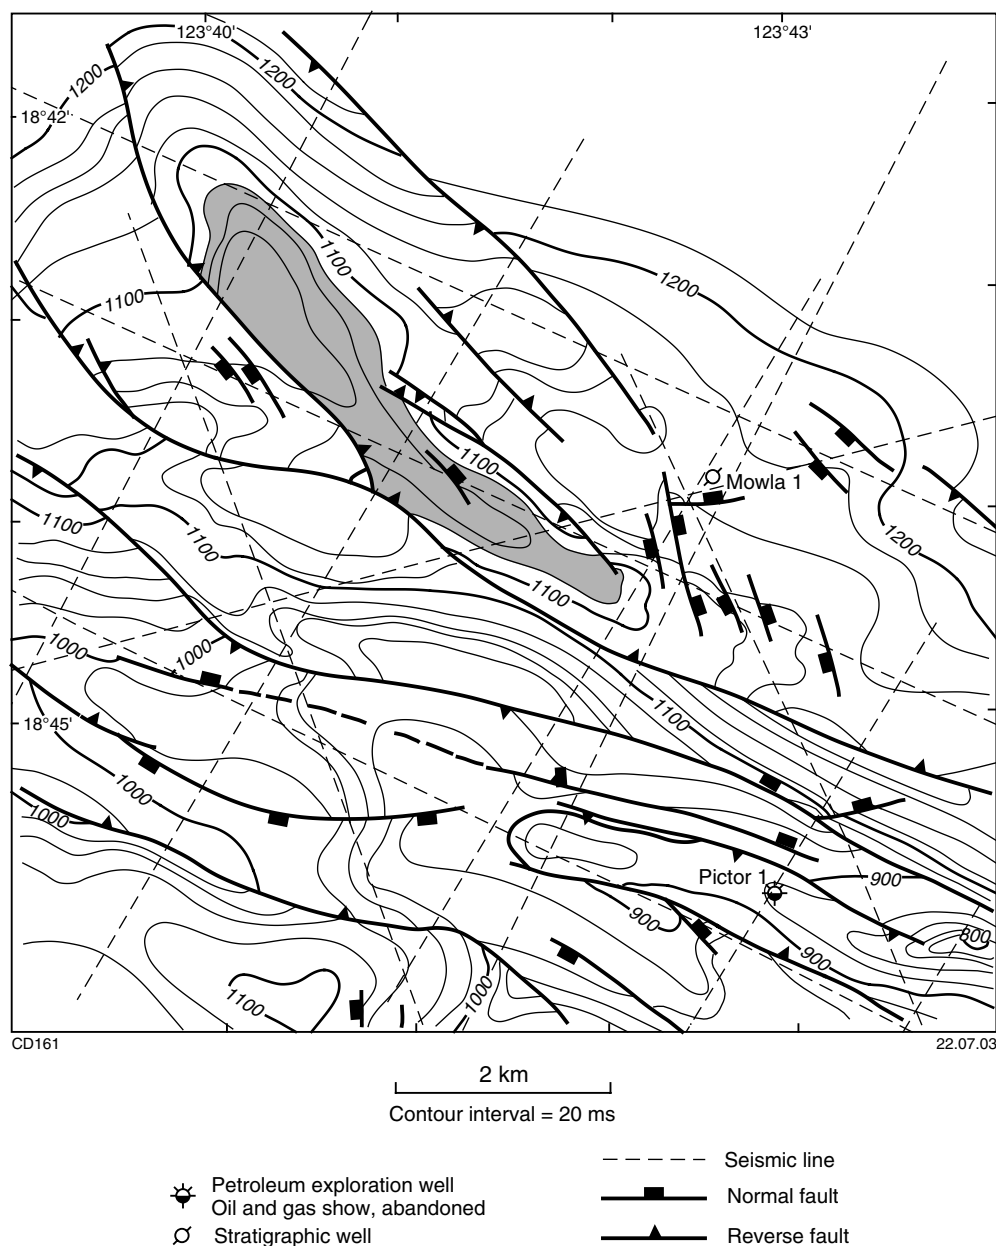 123°40'
123°43'
1200
1200
18°42'
1100
1200
1100
1100
Mowla 1
1100
1100
1200
1100
1000
1000
1100
18°45'
1000
1000
Pictor 1
900
900
800
900
1000
1100
CD161
22.07.03
2 km
Contour interval = 20 ms
Petroleum exploration well
Oil and gas show, abandoned
Stratigraphic well
Seismic line
Normal fault
Reverse fault